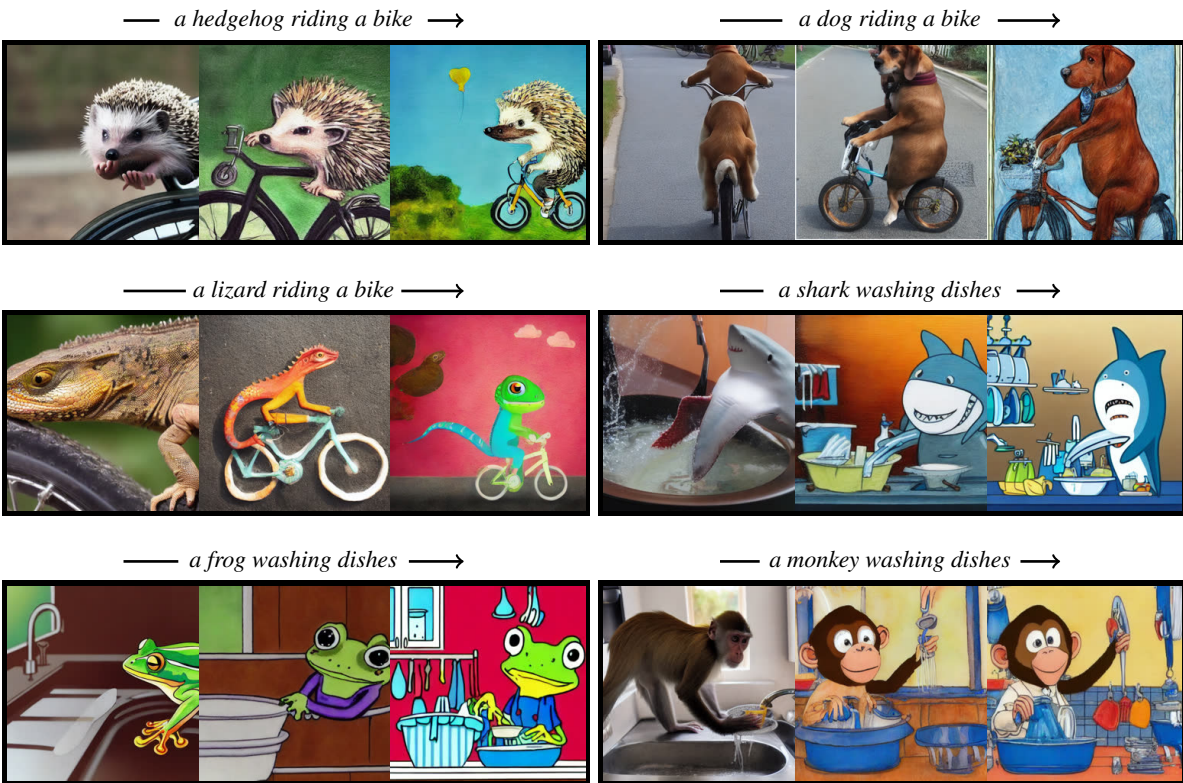 a hedgehog riding a bike
a dog riding a bike
a lizard riding a bike
a shark washing dishes
a frog washing dishes
a monkey washing dishes